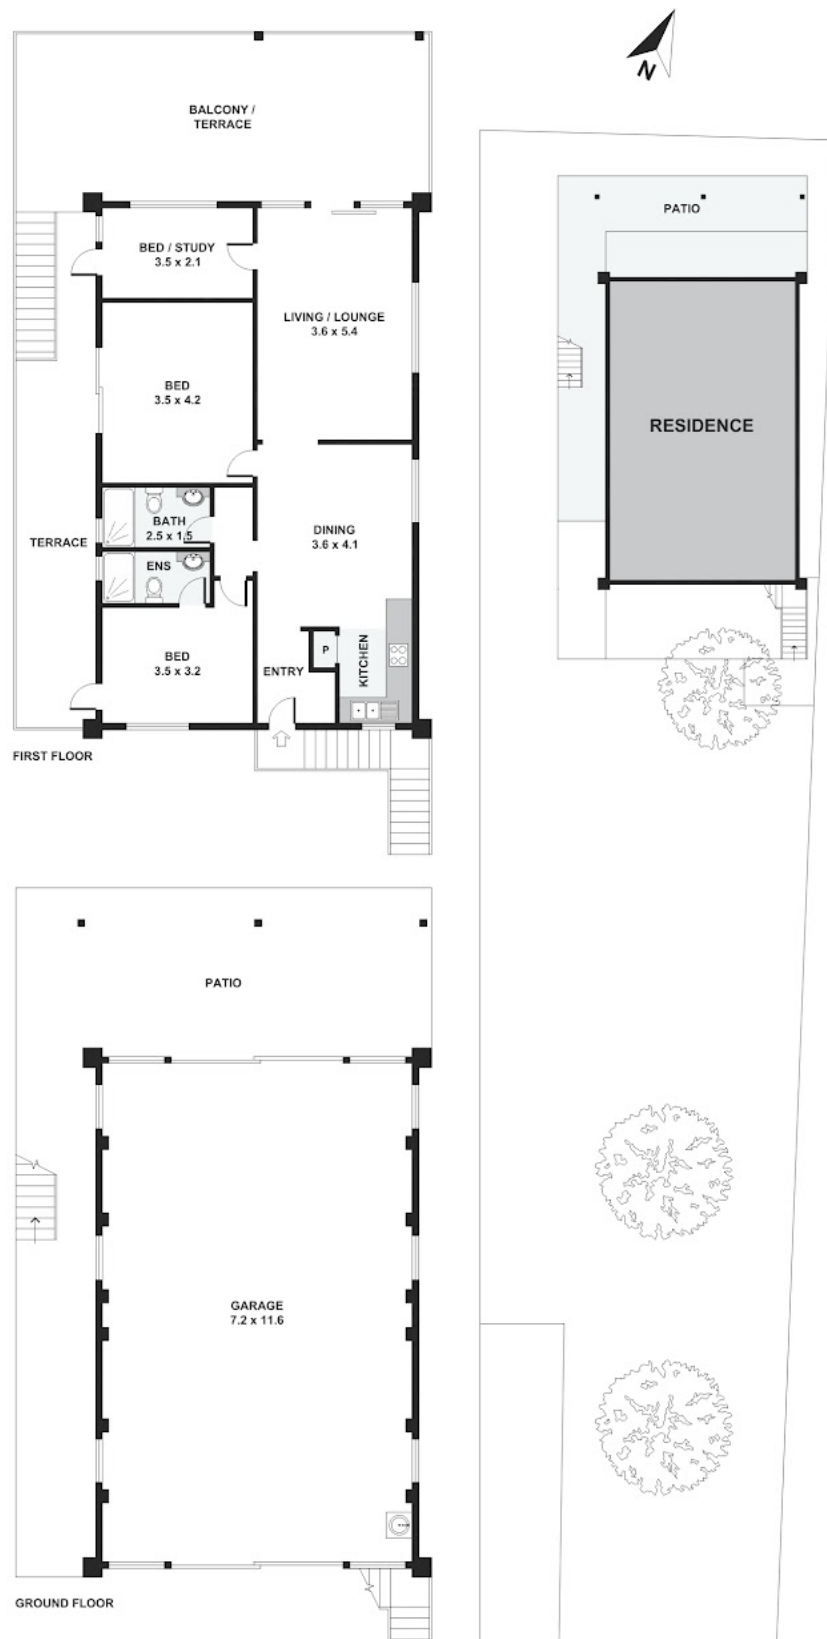 BALCONY /
TERRACE
BED / STUDY
3.5 x 2.1
LIVING / LOUNGE
3.6 x 5.4
BED
3.5 x 4.2
BATH
2.5 x 1.5
TERRACE
DINING
3.6 x 4.1
ENS
BED
3.5 x 3.2
ENTRY
P
KITCHEN
FIRST FLOOR
PATIO
GARAGE
7.2 x 11.6
GROUND FLOOR
N
PATIO
RESIDENCE